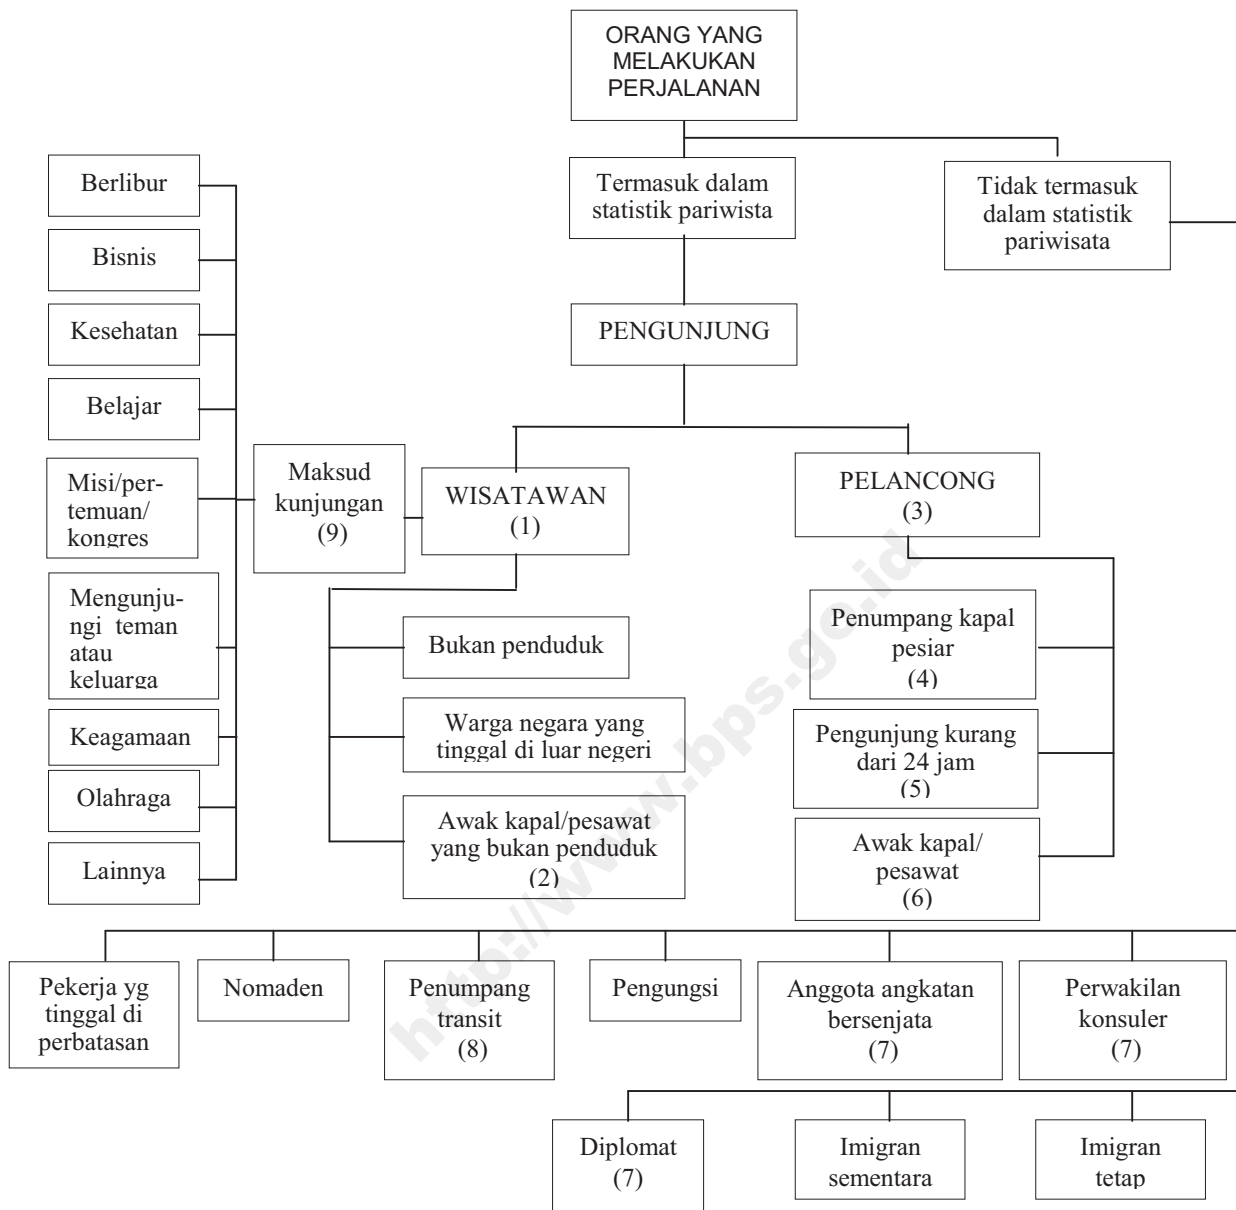 ORANG YANG
MELAKUKAN
PERJALANAN
Termasuk dalam
statistik pariwista
Tidak termasuk
dalam statistik
pariwisata
PENGUNJUNG
Berlibur
Bisnis
Kesehatan
Belajar
Misi/per-
temuan/
kongres
Mengunju-
ngi teman
atau
keluarga
Keagamaan
Olahraga
Lainnya
Maksud
kunjungan
(9)
WISATAWAN
(1)
Bukan penduduk
Warga negara yang
tinggal di luar negeri
Awak kapal/pesawat
yang bukan penduduk
(2)
PELANCONG
(3)
Penumpang kapal
pesiar
(4)
Pengunjung kurang
dari 24 jam
(5)
Awak kapal/
pesawat
(6)
Pekerja yg
tinggal di
perbatasan
Nomaden
Penumpang
transit
(8)
Pengungsi
Anggota angkatan
bersenjata
(7)
Perwakilan
konsuler
(7)
Diplomat
(7)
Imigran
sementara
Imigran
tetap
http://www.bps.go.id